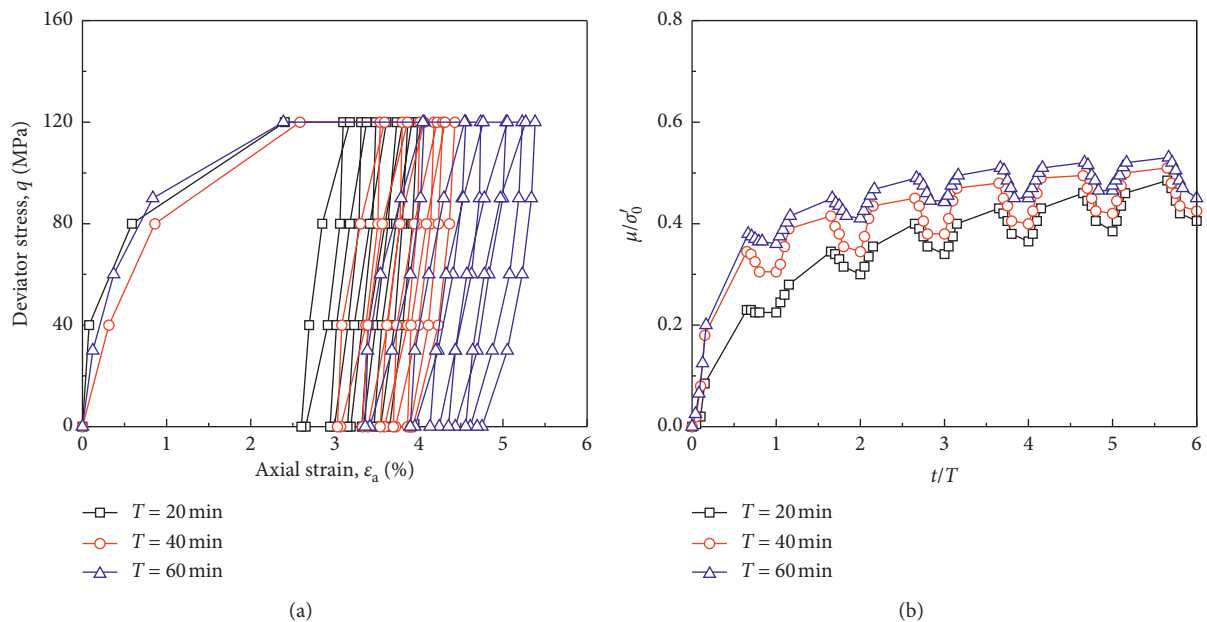 160
120
80
40
0
Deviator stress, q (MPa)
0 1 2 3 4 5 6
Axial strain, εa (%)
T = 20 min
T = 40 min
T = 60 min
(a)
0.8
0.6
0.4
0.2
0.0
μ/σ′0
0 1 2 3 4 5 6
t/T
T = 20 min
T = 40 min
T = 60 min
(b)